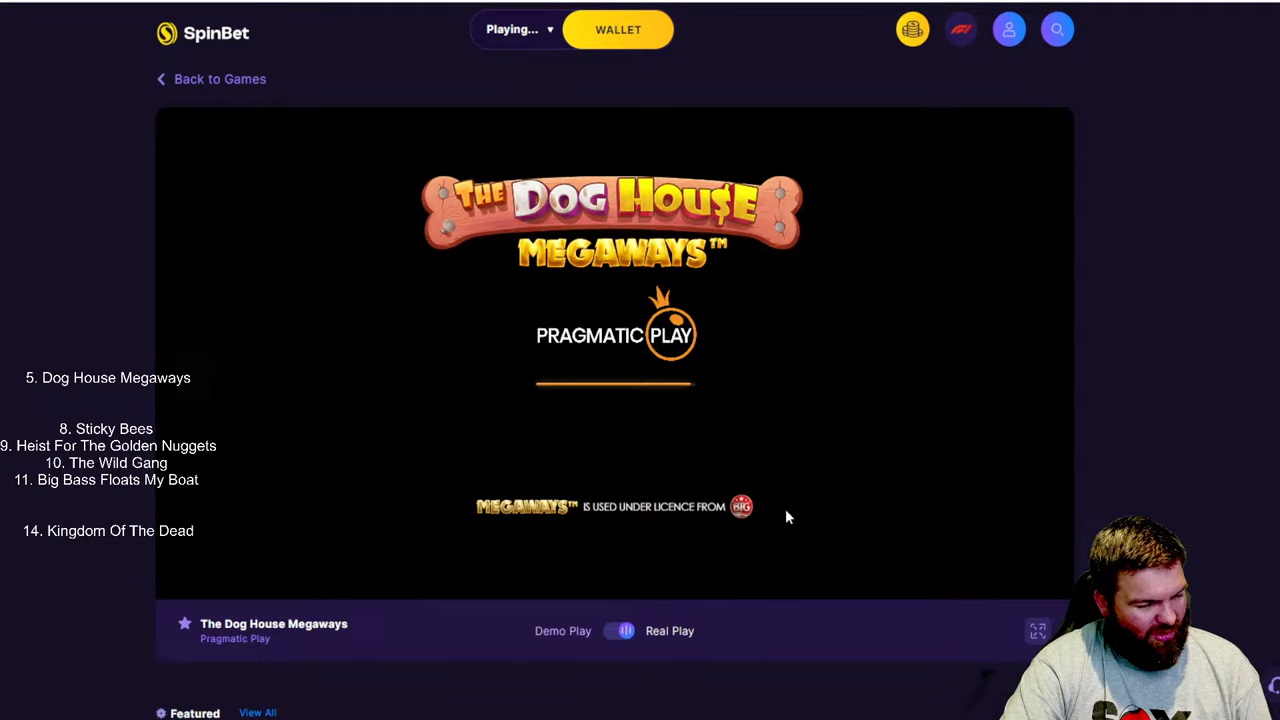 SpinBet
Playing... ▼
WALLET
Back to Games
THE DOG HOU$E
MEGAWAYS™
PRAGMATIC PLAY
5. Dog House Megaways
8. Sticky Bees
9. Heist For The Golden Nuggets
10. The Wild Gang
11. Big Bass Floats My Boat
14. Kingdom Of The Dead
MEGAWAYS™ IS USED UNDER LICENCE FROM BIG
The Dog House Megaways
Pragmatic Play
Demo Play
Real Play
Featured
View All